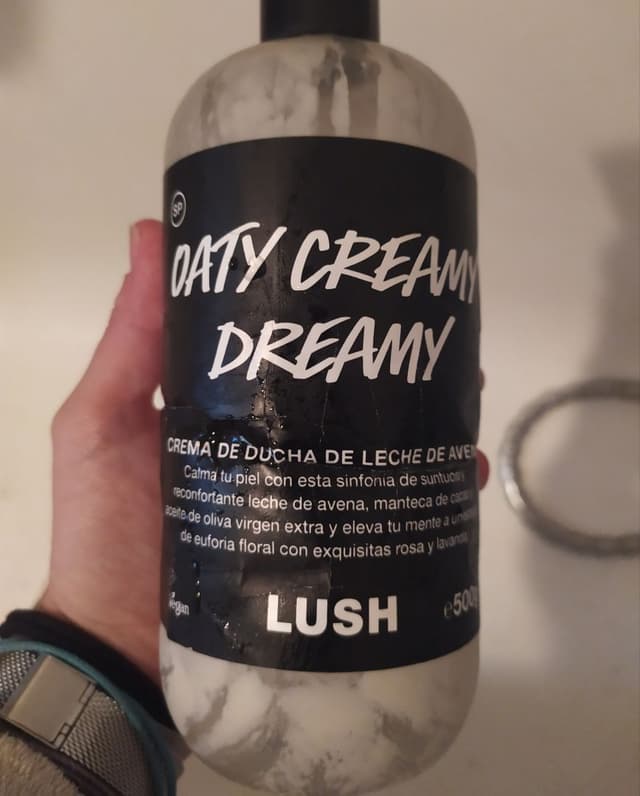 SP
OATY CREAMY
DREAMY
CREMA DE DUCHA DE LECHE DE AVEN
Calma tu piel con esta sinfonía de suntuosa y
reconfortante leche de avena, manteca de cacao
aceite de oliva virgen extra y eleva tu mente a un
de euforia floral con exquisitas rosa y lavanda
Vegan
LUSH
e500g